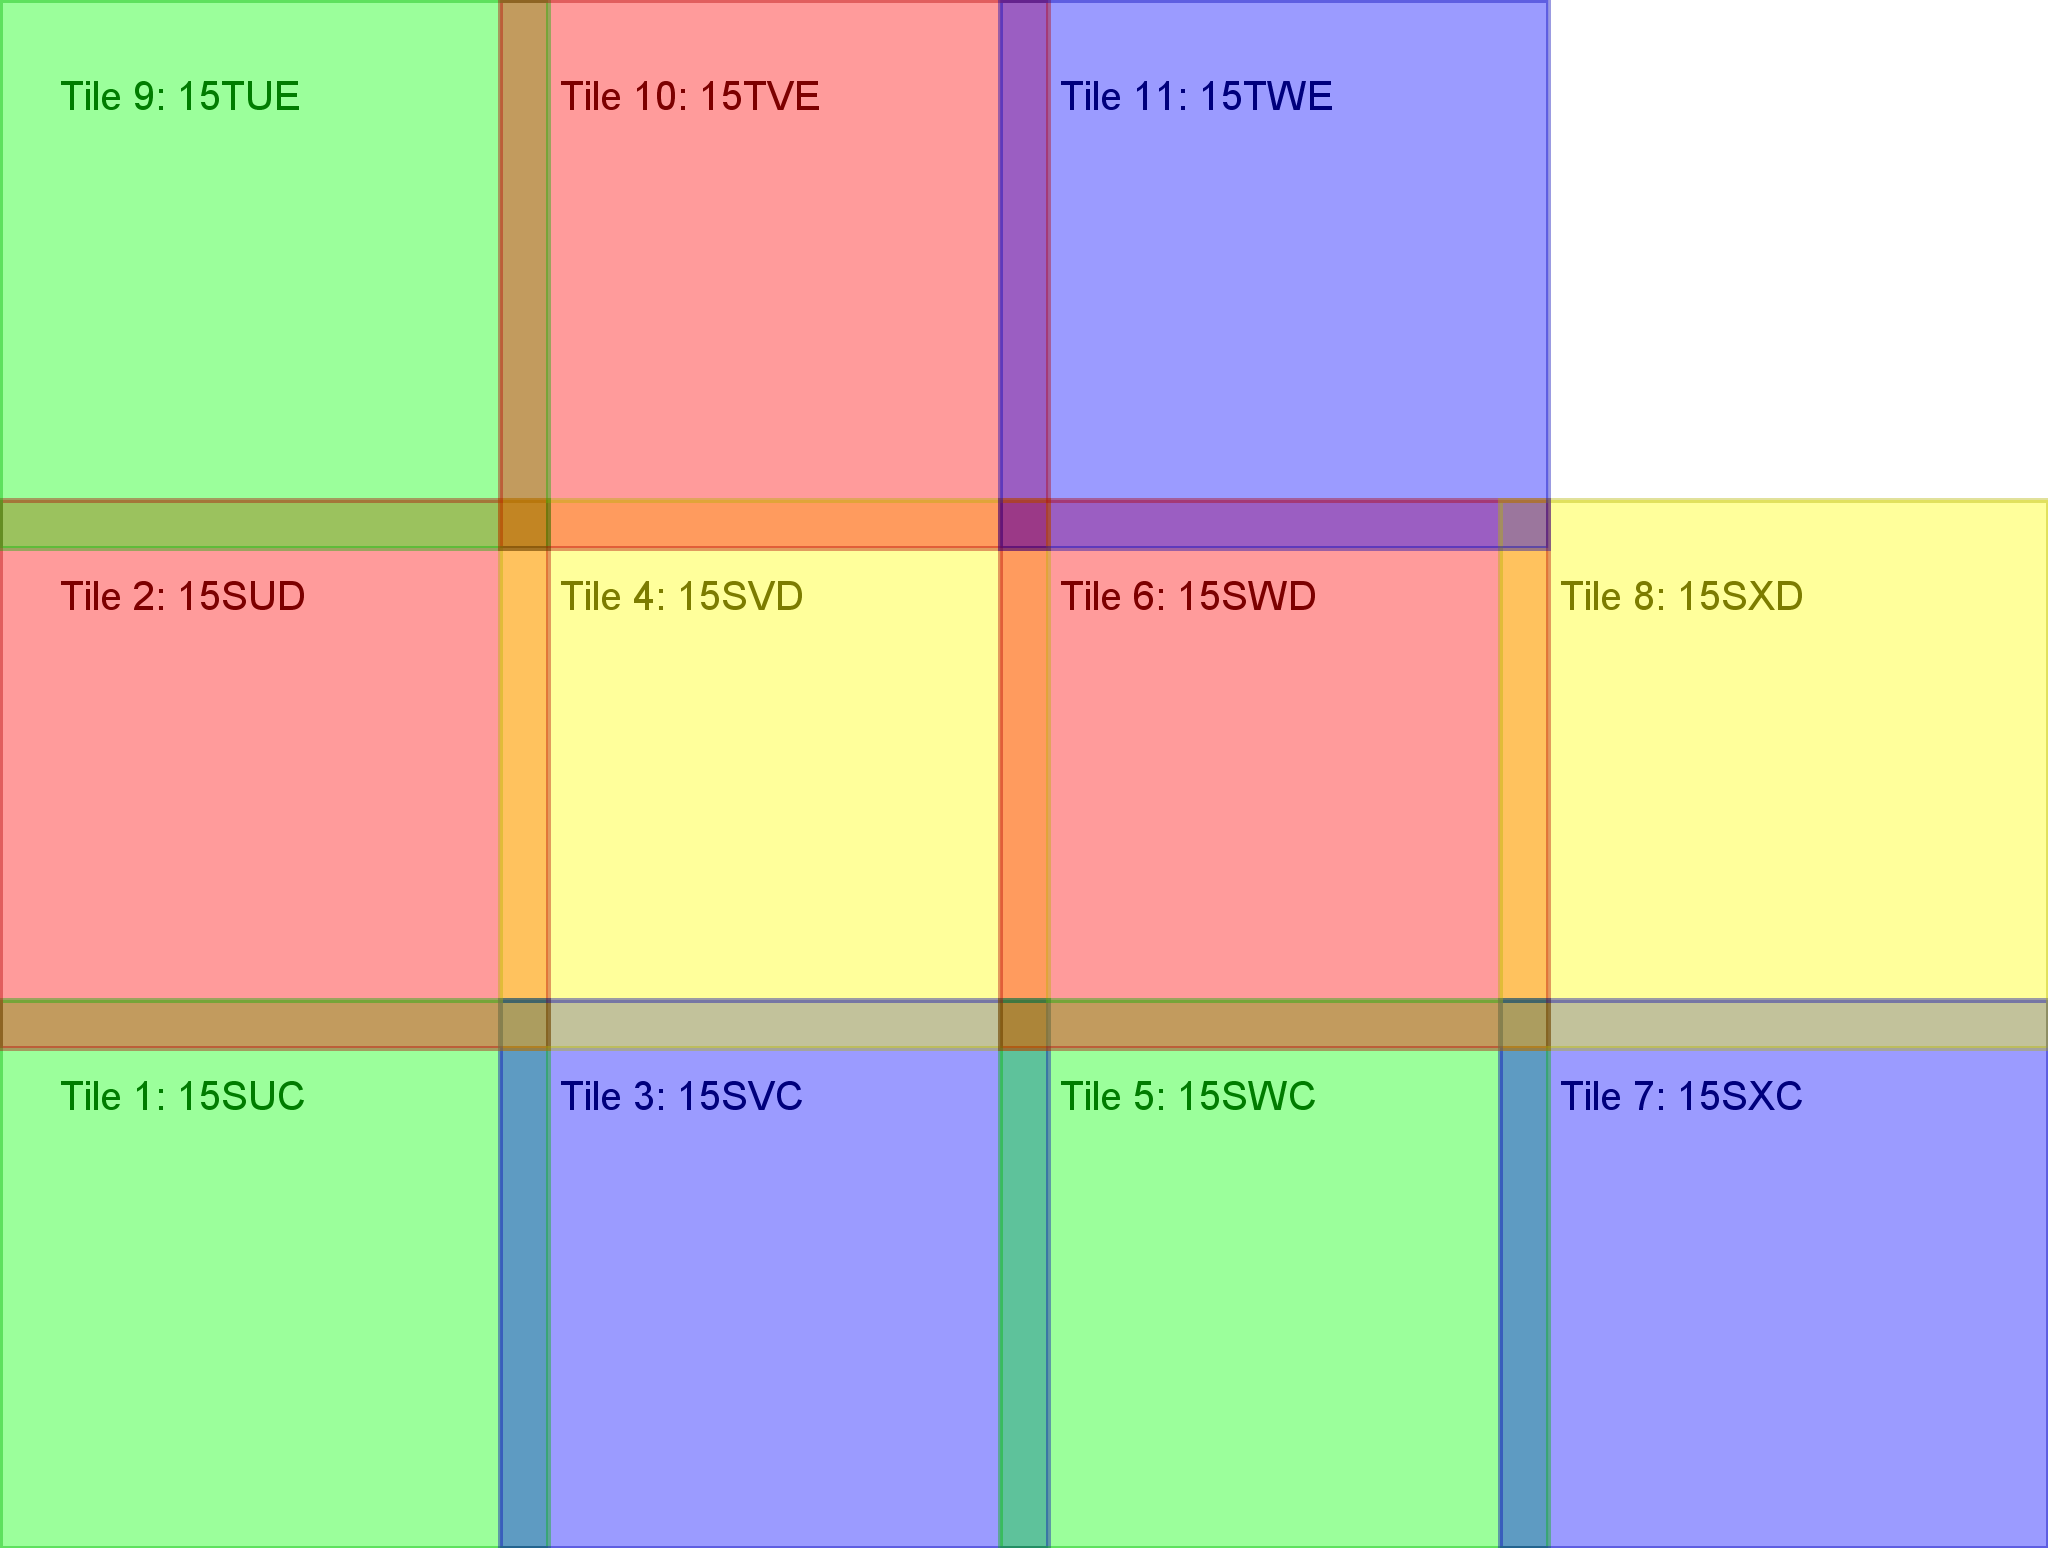 Tile 9: 15TUE
Tile 10: 15TVE
Tile 11: 15TWE
Tile 2: 15SUD
Tile 4: 15SVD
Tile 6: 15SWD
Tile 8: 15SXD
Tile 1: 15SUC
Tile 3: 15SVC
Tile 5: 15SWC
Tile 7: 15SXC